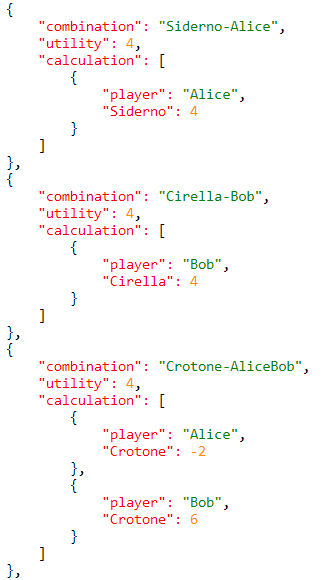 {
"combination": "Siderno-Alice",
"utility": 4,
"calculation": [
{
"player": "Alice",
"Siderno": 4
}
]
},
{
"combination": "Cirella-Bob",
"utility": 4,
"calculation": [
{
"player": "Bob",
"Cirella": 4
}
]
},
{
"combination": "Crotone-AliceBob",
"utility": 4,
"calculation": [
{
"player": "Alice",
"Crotone": -2
},
{
"player": "Bob",
"Crotone": 6
}
]
},